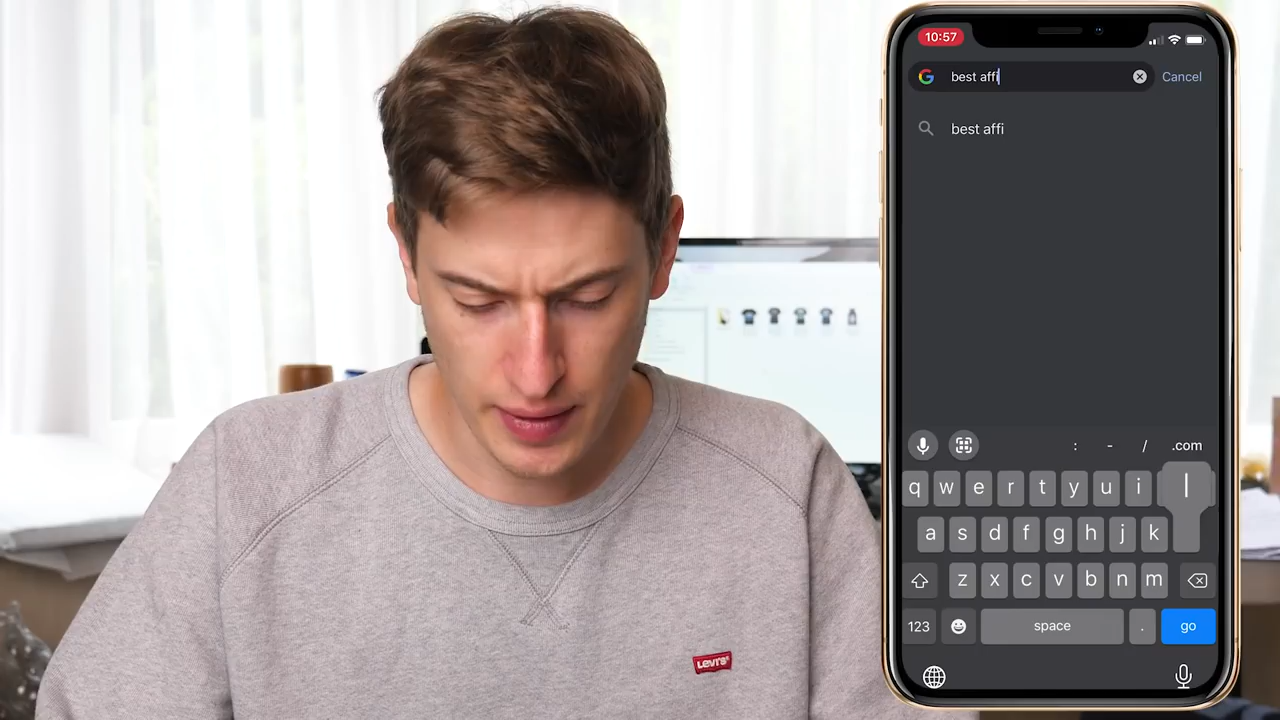 10:57
best affi
Cancel
best affi
: - / .com
q w e r t y u i l
a s d f g h j k
z x c v b n m
123 space . go
Levi's